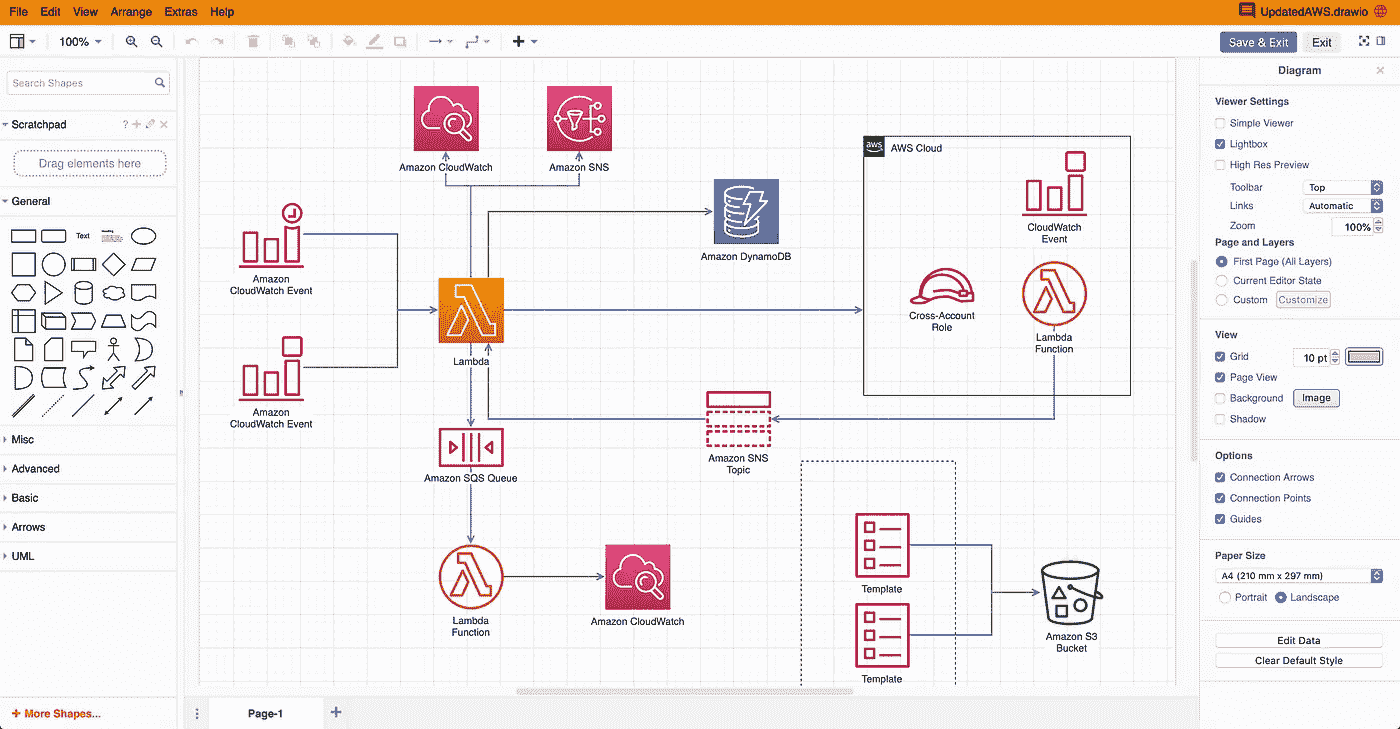 File Edit View Arrange Extras Help
UpdatedAWS.drawio
100%
Save & Exit
Exit
Search Shapes
Scratchpad
?
Drag elements here
General
Text
Misc
Advanced
Basic
Arrows
UML
+ More Shapes...
Amazon CloudWatch
Amazon SNS
aws
AWS Cloud
CloudWatch
Event
Amazon DynamoDB
Amazon
CloudWatch Event
Cross-Account
Role
Lambda
Function
Lambda
Amazon
CloudWatch Event
Amazon SNS
Topic
Amazon SQS Queue
Template
Lambda
Function
Amazon CloudWatch
Template
Amazon S3
Bucket
Page-1
Diagram
Viewer Settings
Simple Viewer
Lightbox
High Res Preview
Toolbar
Top
Links
Automatic
Zoom
100%
Page and Layers
First Page (All Layers)
Current Editor State
Custom
Customize
View
Grid
10 pt
Page View
Background
Image
Shadow
Options
Connection Arrows
Connection Points
Guides
Paper Size
A4 (210 mm x 297 mm)
Portrait
Landscape
Edit Data
Clear Default Style